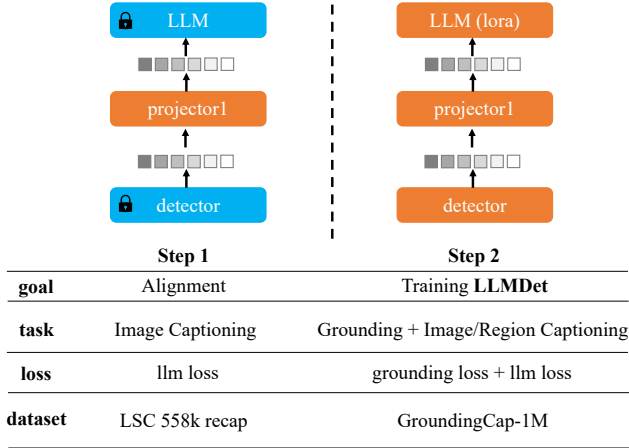 LLM
LLM (lora)
projector1
projector1
detector
detector
Step 1
Step 2
goal
Alignment
Training LLMDet
task
Image Captioning
Grounding + Image/Region Captioning
loss
llm loss
grounding loss + llm loss
dataset
LSC 558k recap
GroundingCap-1M